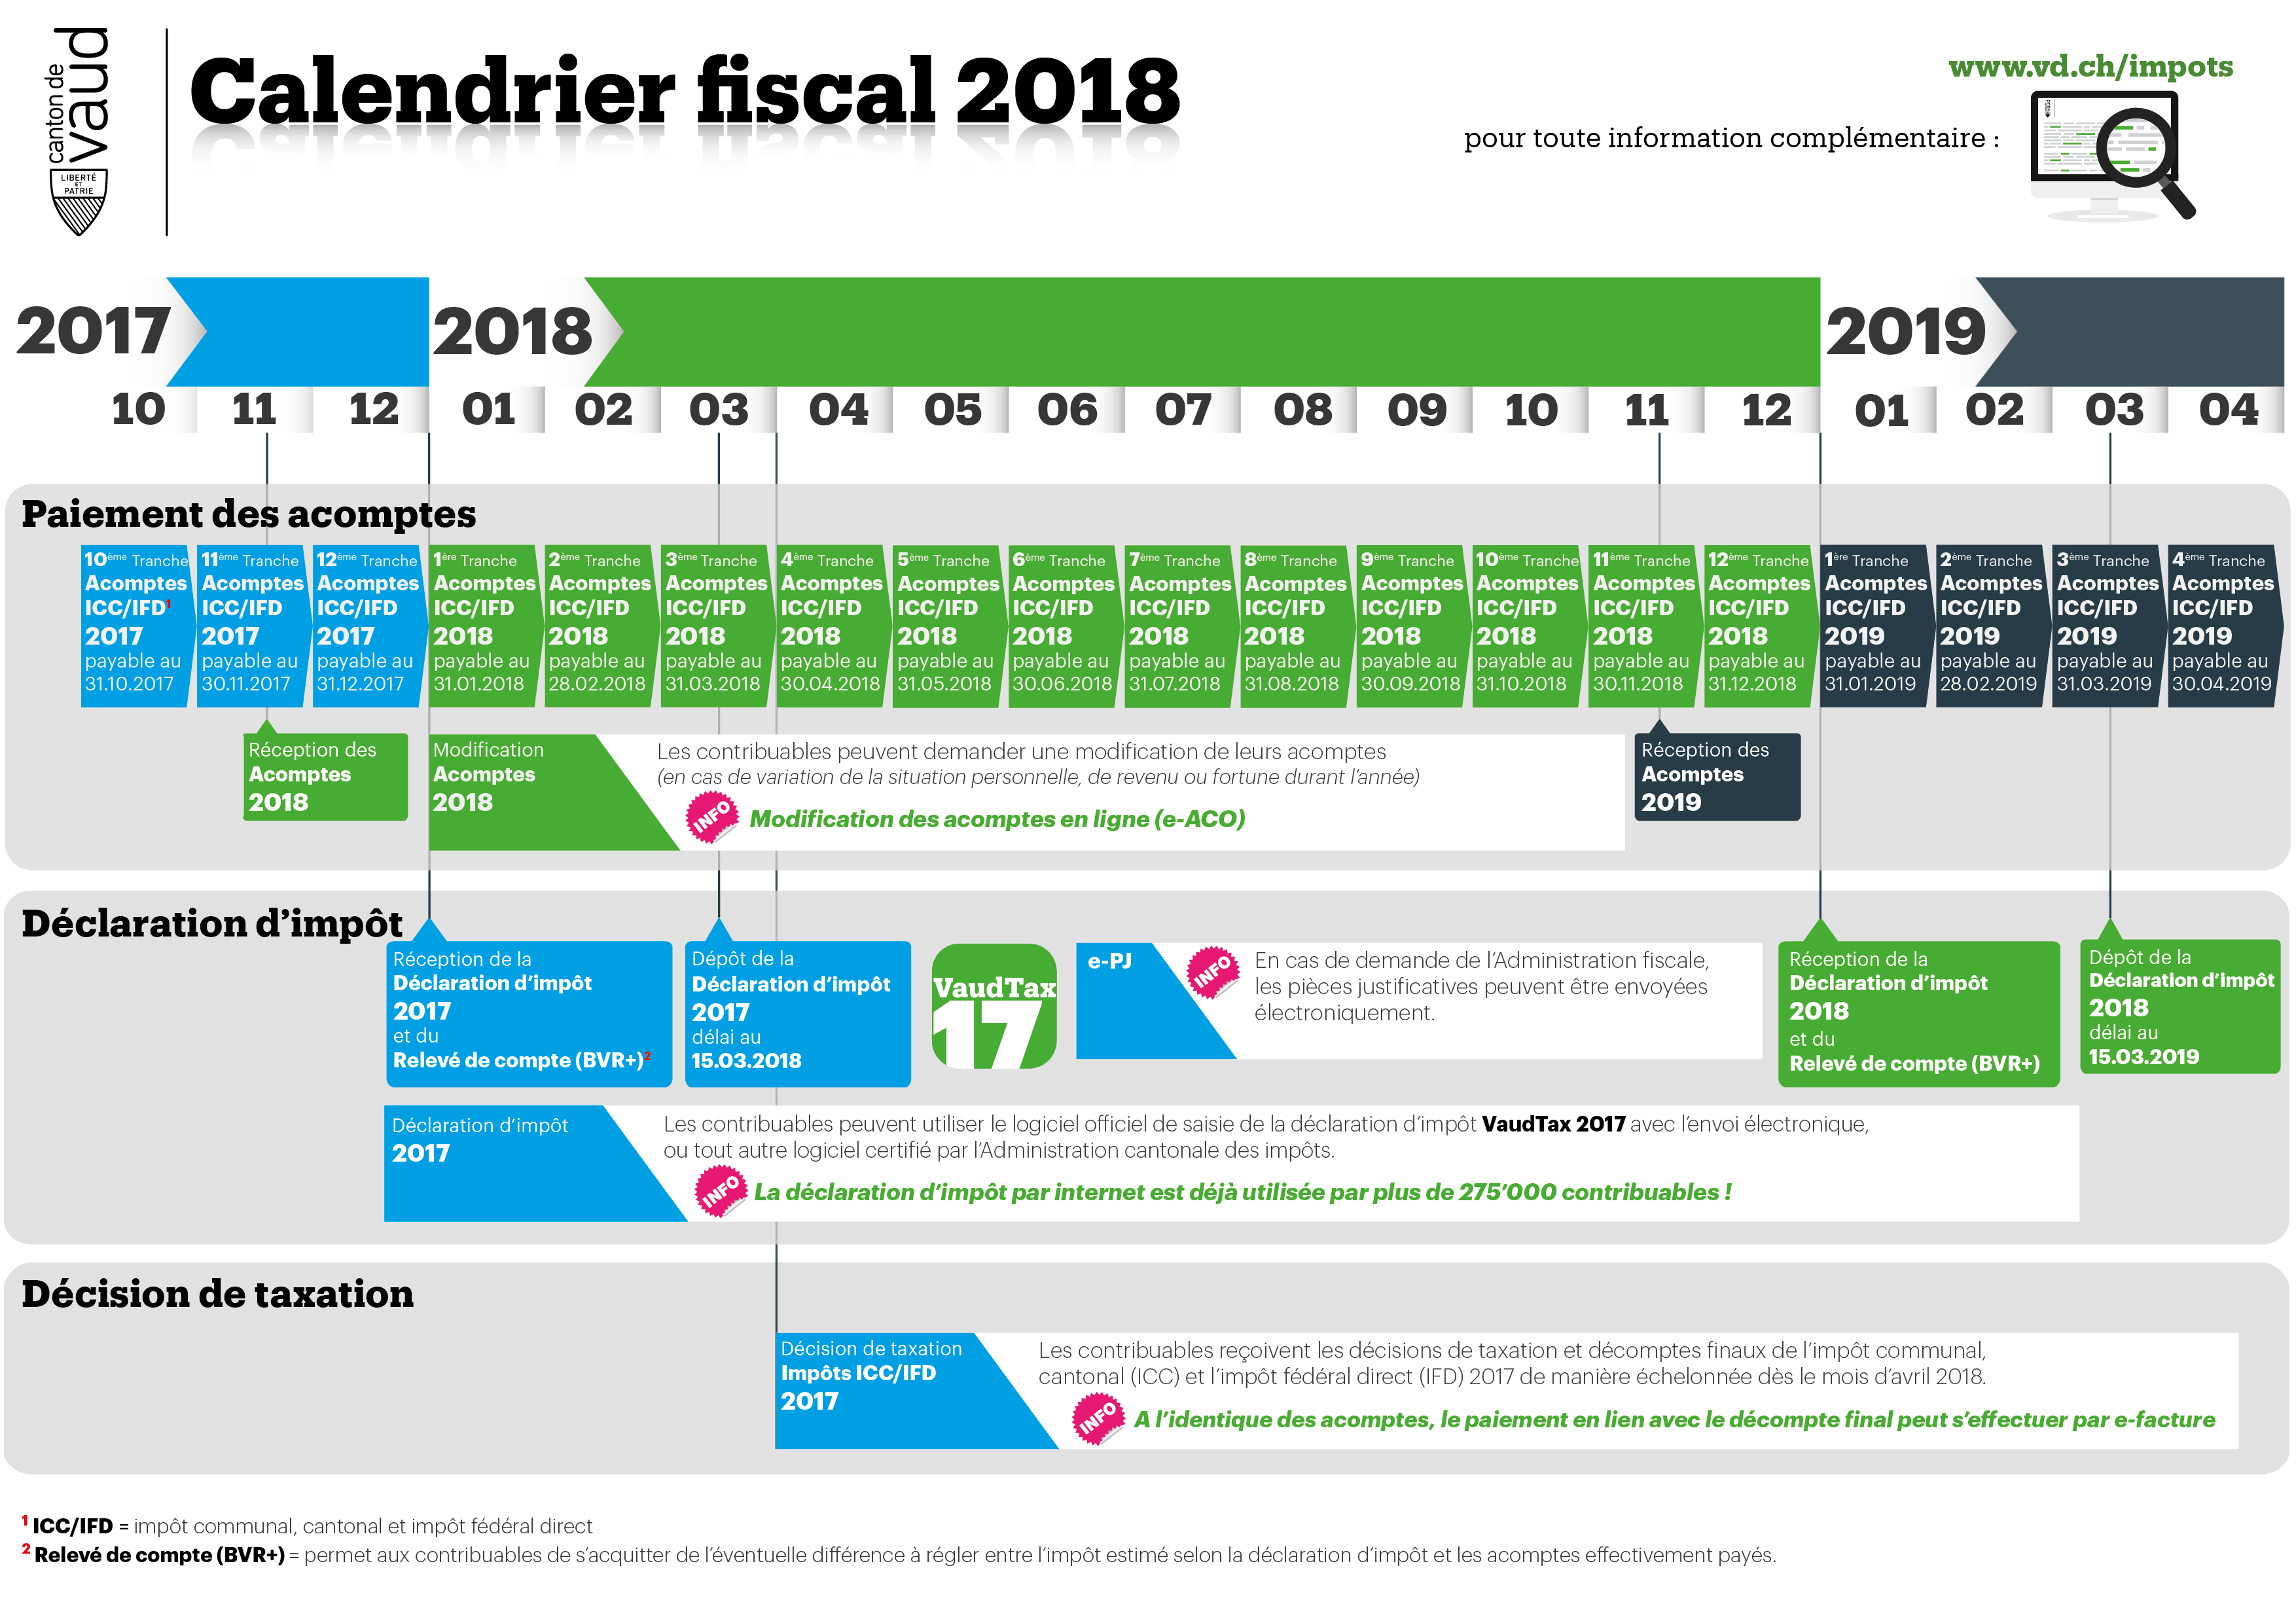 canton de
vaud
LIBERTÉ
ET
PATRIE
Calendrier fiscal 2018
www.vd.ch/impots
pour toute information complémentaire :
2017
2018
2019
10 11 12 01 02 03 04 05 06 07 08 09 10 11 12 01 02 03 04
Paiement des acomptes
10ème Tranche
Acomptes
ICC/IFD1
2017
payable au
31.10.2017
11ème Tranche
Acomptes
ICC/IFD
2017
payable au
30.11.2017
12ème Tranche
Acomptes
ICC/IFD
2017
payable au
31.12.2017
1ère Tranche
Acomptes
ICC/IFD
2018
payable au
31.01.2018
2ème Tranche
Acomptes
ICC/IFD
2018
payable au
28.02.2018
3ème Tranche
Acomptes
ICC/IFD
2018
payable au
31.03.2018
4ème Tranche
Acomptes
ICC/IFD
2018
payable au
30.04.2018
5ème Tranche
Acomptes
ICC/IFD
2018
payable au
31.05.2018
6ème Tranche
Acomptes
ICC/IFD
2018
payable au
30.06.2018
7ème Tranche
Acomptes
ICC/IFD
2018
payable au
31.07.2018
8ème Tranche
Acomptes
ICC/IFD
2018
payable au
31.08.2018
9ème Tranche
Acomptes
ICC/IFD
2018
payable au
30.09.2018
10ème Tranche
Acomptes
ICC/IFD
2018
payable au
31.10.2018
11ème Tranche
Acomptes
ICC/IFD
2018
payable au
30.11.2018
12ème Tranche
Acomptes
ICC/IFD
2018
payable au
31.12.2018
1ère Tranche
Acomptes
ICC/IFD
2019
payable au
31.01.2019
2ème Tranche
Acomptes
ICC/IFD
2019
payable au
28.02.2019
3ème Tranche
Acomptes
ICC/IFD
2019
payable au
31.03.2019
4ème Tranche
Acomptes
ICC/IFD
2019
payable au
30.04.2019
Réception des
Acomptes
2018
Modification
Acomptes
2018
Les contribuables peuvent demander une modification de leurs acomptes
(en cas de variation de la situation personnelle, de revenu ou fortune durant l'année)
INFO
Modification des acomptes en ligne (e-ACO)
Réception des
Acomptes
2019
Déclaration d'impôt
Réception de la
Déclaration d'impôt
2017
et du
Relevé de compte (BVR+)2
Dépôt de la
Déclaration d'impôt
2017
délai au
15.03.2018
VaudTax
17
e-PJ
INFO
En cas de demande de l'Administration fiscale,
les pièces justificatives peuvent être envoyées
électroniquement.
Réception de la
Déclaration d'impôt
2018
et du
Relevé de compte (BVR+)
Dépôt de la
Déclaration d'impôt
2018
délai au
15.03.2019
Déclaration d'impôt
2017
Les contribuables peuvent utiliser le logiciel officiel de saisie de la déclaration d'impôt VaudTax 2017 avec l'envoi électronique,
ou tout autre logiciel certifié par l'Administration cantonale des impôts.
INFO
La déclaration d'impôt par internet est déjà utilisée par plus de 275'000 contribuables !
Décision de taxation
Décision de taxation
Impôts ICC/IFD
2017
Les contribuables reçoivent les décisions de taxation et décomptes finaux de l'impôt communal,
cantonal (ICC) et l'impôt fédéral direct (IFD) 2017 de manière échelonnée dès le mois d'avril 2018.
INFO
A l'identique des acomptes, le paiement en lien avec le décompte final peut s'effectuer par e-facture
1 ICC/IFD = impôt communal, cantonal et impôt fédéral direct
2 Relevé de compte (BVR+) = permet aux contribuables de s'acquitter de l'éventuelle différence à régler entre l'impôt estimé selon la déclaration d'impôt et les acomptes effectivement payés.